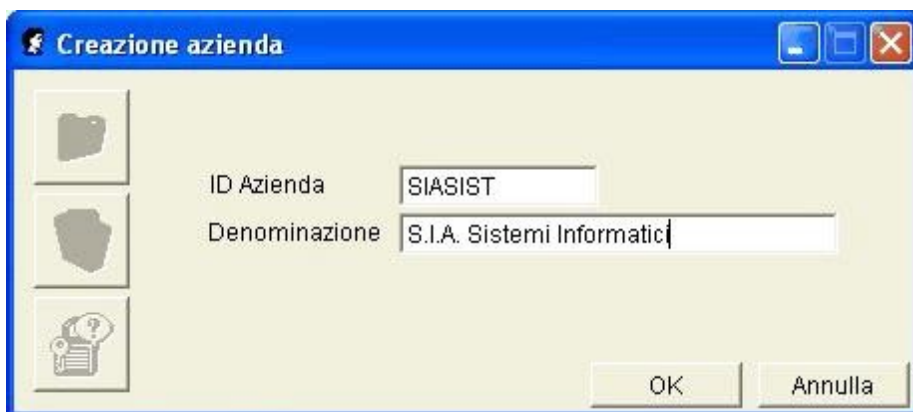 Creazione azienda
ID Azienda SIASIST
Denominazione S.I.A. Sistemi Informatici
OK Annulla